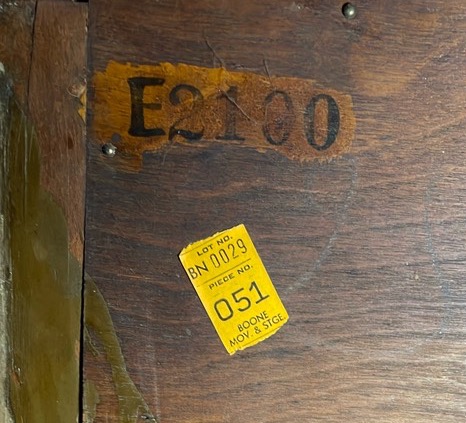 E2100
LOT NO.
BN 0029
PIECE NO.
051
BOONE
MOV. & STGE.